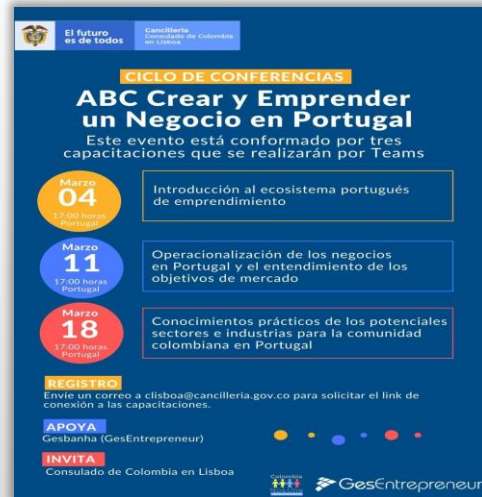 El futuro
es de todos
Cancillería
Consulado de Colombia
en Lisboa
CICLO DE CONFERENCIAS
ABC Crear y Emprender
un Negocio en Portugal
Este evento está conformado por tres
capacitaciones que se realizarán por Teams
Marzo
04
17:00 horas
Portugal
Introducción al ecosistema portugués
de emprendimiento
Marzo
11
17:00 horas
Portugal
Operacionalización de los negocios
en Portugal y el entendimiento de los
objetivos de mercado
Marzo
18
17:00 horas
Portugal
Conocimientos prácticos de los potenciales
sectores e industrias para la comunidad
colombiana en Portugal
REGISTRO
Envíe un correo a clisboa@cancilleria.gov.co para solicitar el link de
conexión a las capacitaciones.
APOYA
Gesbanha (GesEntrepreneur)
INVITA
Consulado de Colombia en Lisboa
Colombia
GesEntrepreneur